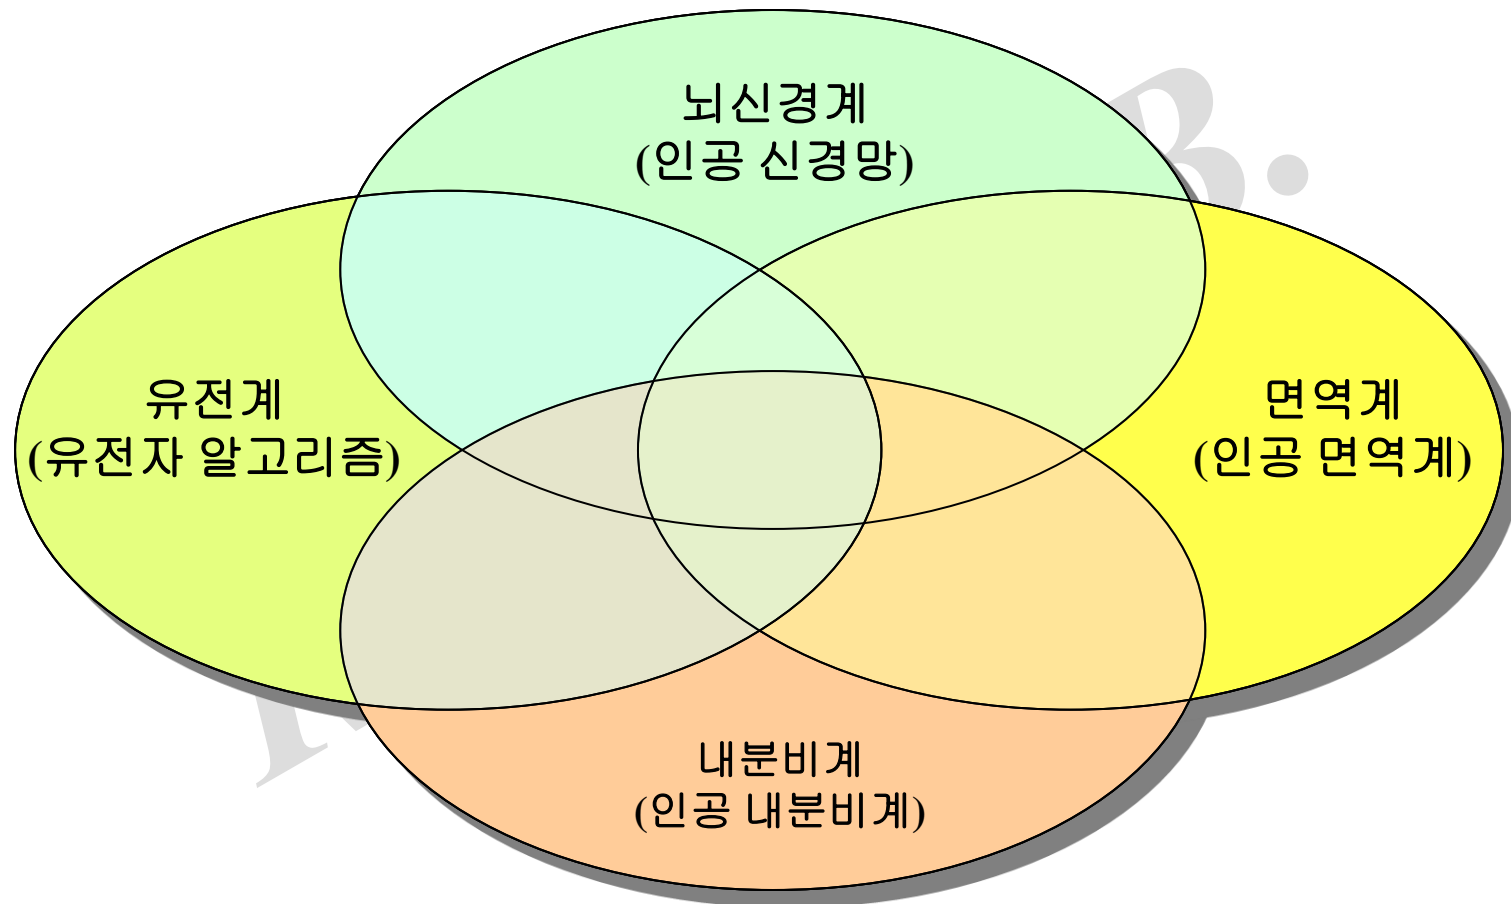 뇌신경계
(인공 신경망)
유전계
(유전자 알고리즘)
면역계
(인공 면역계)
내분비계
(인공 내분비계)